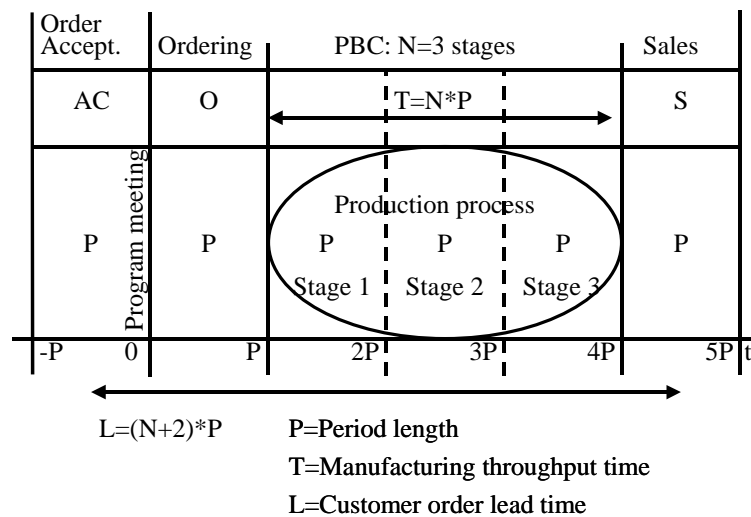 Order
Accept.
Ordering
PBC: N=3 stages
Sales
AC
O
T=N*P
S
Program meeting
Production process
P
P
P
P
P
P
Stage 1
Stage 2
Stage 3
-P
0
P
2P
3P
4P
5P
t
L=(N+2)*P
P=Period length
T=Manufacturing throughput time
L=Customer order lead time